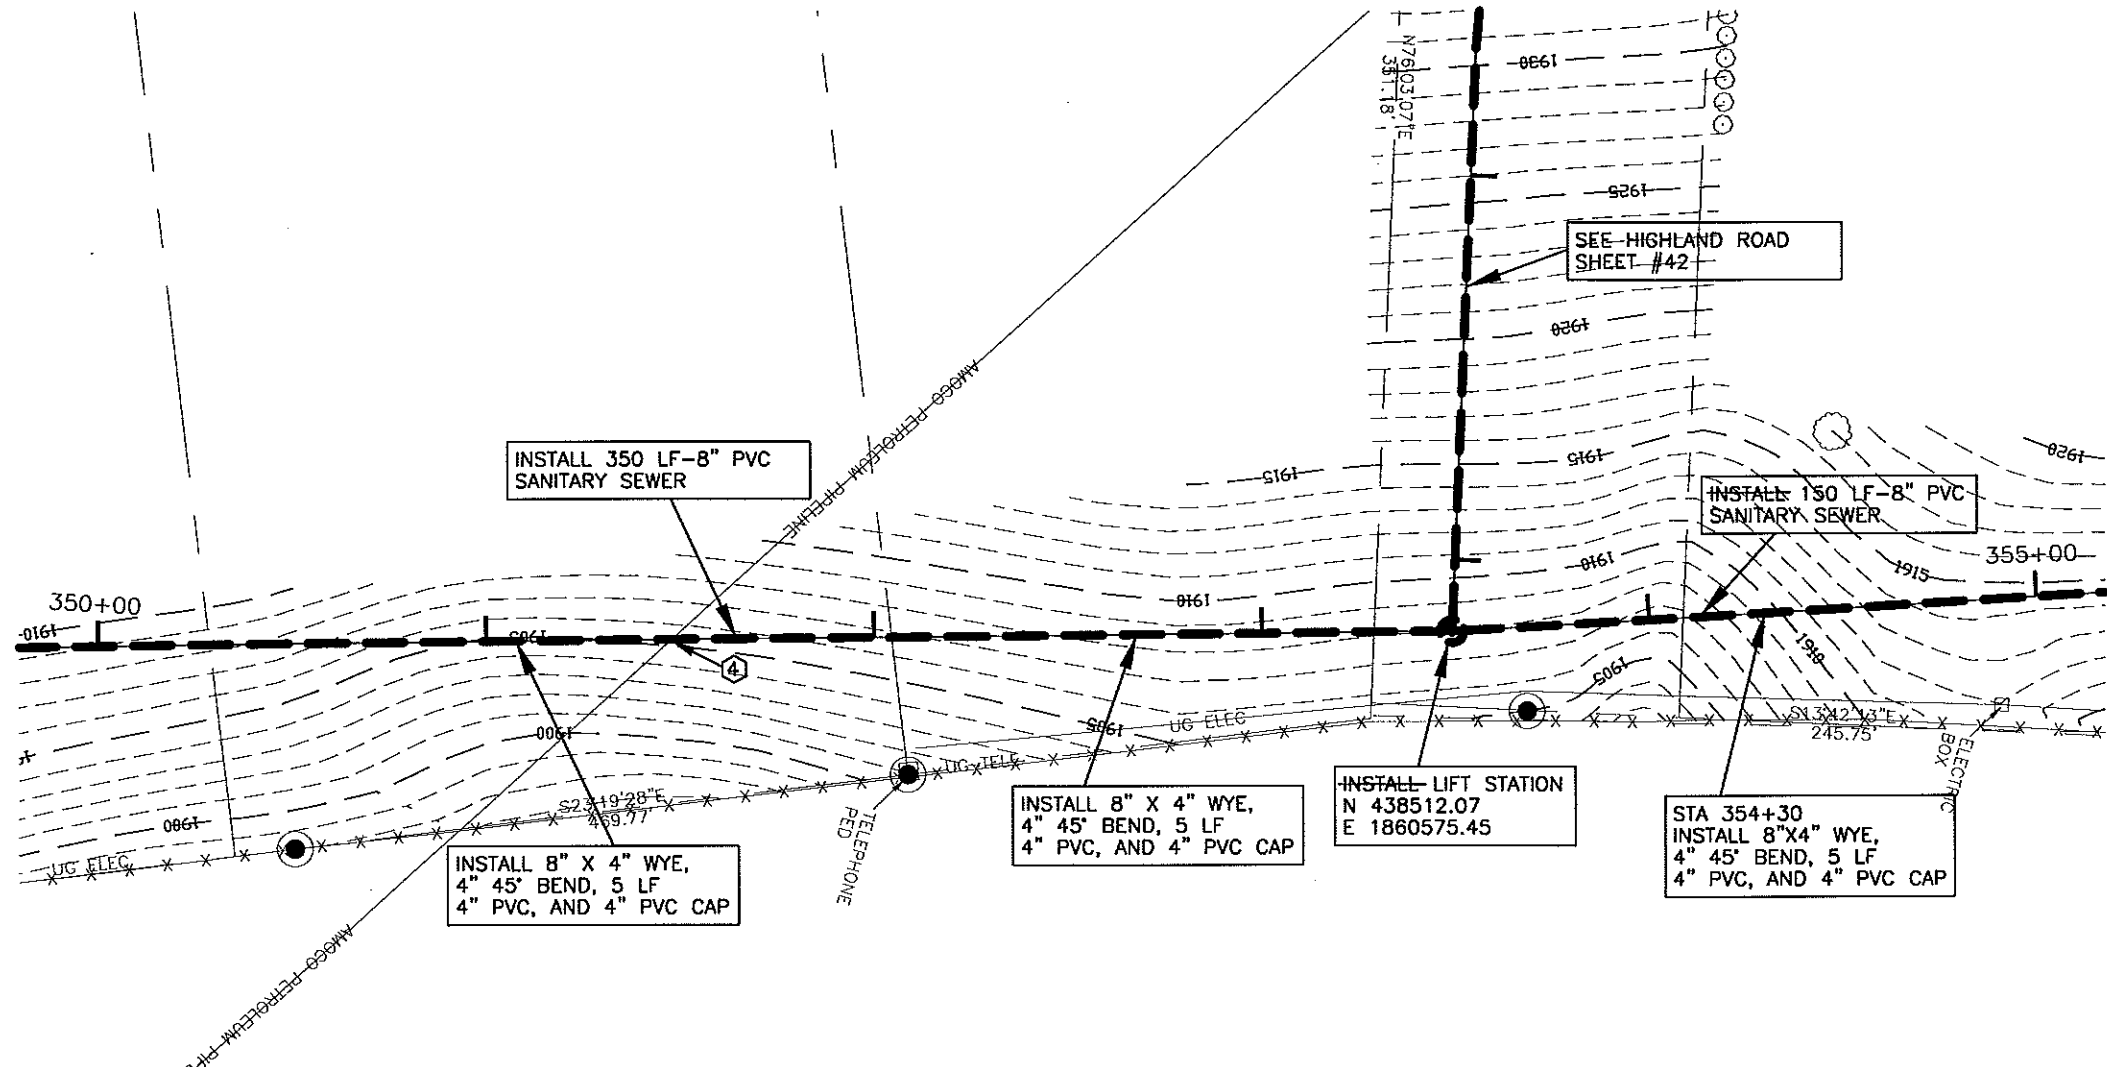 N76°03'07"E
351.18'
1930
1925
SEE HIGHLAND ROAD
SHEET #42
1920
AMOCO PETROLEUM PIPELINE
INSTALL 350 LF-8" PVC
SANITARY SEWER
1915
1915
1920
INSTALL 150 LF-8" PVC
SANITARY SEWER
350+00
1910
1905
1910
1910
1915
355+00
4
1910
1905
1900
1905
UG ELEC
UG TELE
S13°42'13"E
245.75'
ELECTRIC
BOX
S23°19'28"E
469.77'
1900
UG ELEC
TELEPHONE
PED
INSTALL 8" X 4" WYE,
4" 45° BEND, 5 LF
4" PVC, AND 4" PVC CAP
INSTALL 8" X 4" WYE,
4" 45° BEND, 5 LF
4" PVC, AND 4" PVC CAP
INSTALL LIFT STATION
N 438512.07
E 1860575.45
STA 354+30
INSTALL 8"X4" WYE,
4" 45° BEND, 5 LF
4" PVC, AND 4" PVC CAP
AMOCO PETROLEUM